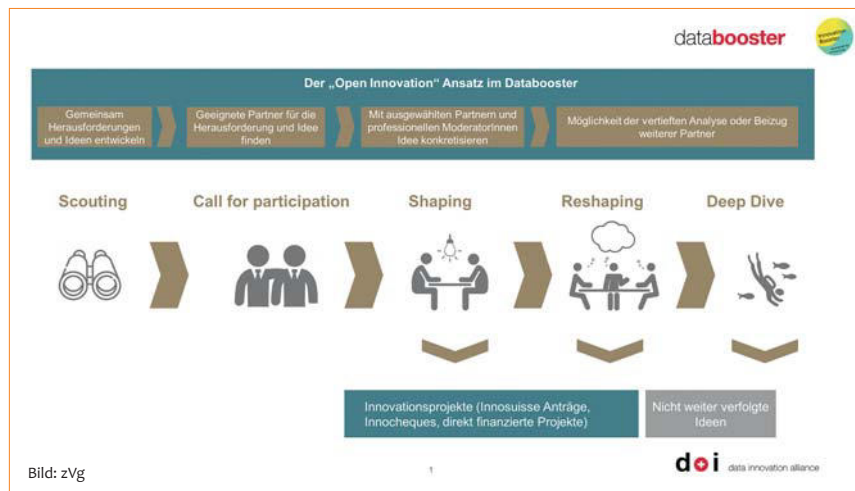 databooster
Innovation
Booster
Der „Open Innovation“ Ansatz im Databooster
Gemeinsam
Herausforderungen
und Ideen entwickeln
Geeignete Partner für die
Herausforderung und Idee
finden
Mit ausgewählten Partnern und
professionellen ModeratorInnen
Idee konkretisieren
Möglichkeit der vertieften Analyse oder Beizug
weiterer Partner
Scouting
Call for participation
Shaping
Reshaping
Deep Dive
Innovationsprojekte (Innosuisse Anträge,
Innocheques, direkt finanzierte Projekte)
Nicht weiter verfolgte
Ideen
Bild: zVg
1
data innovation alliance